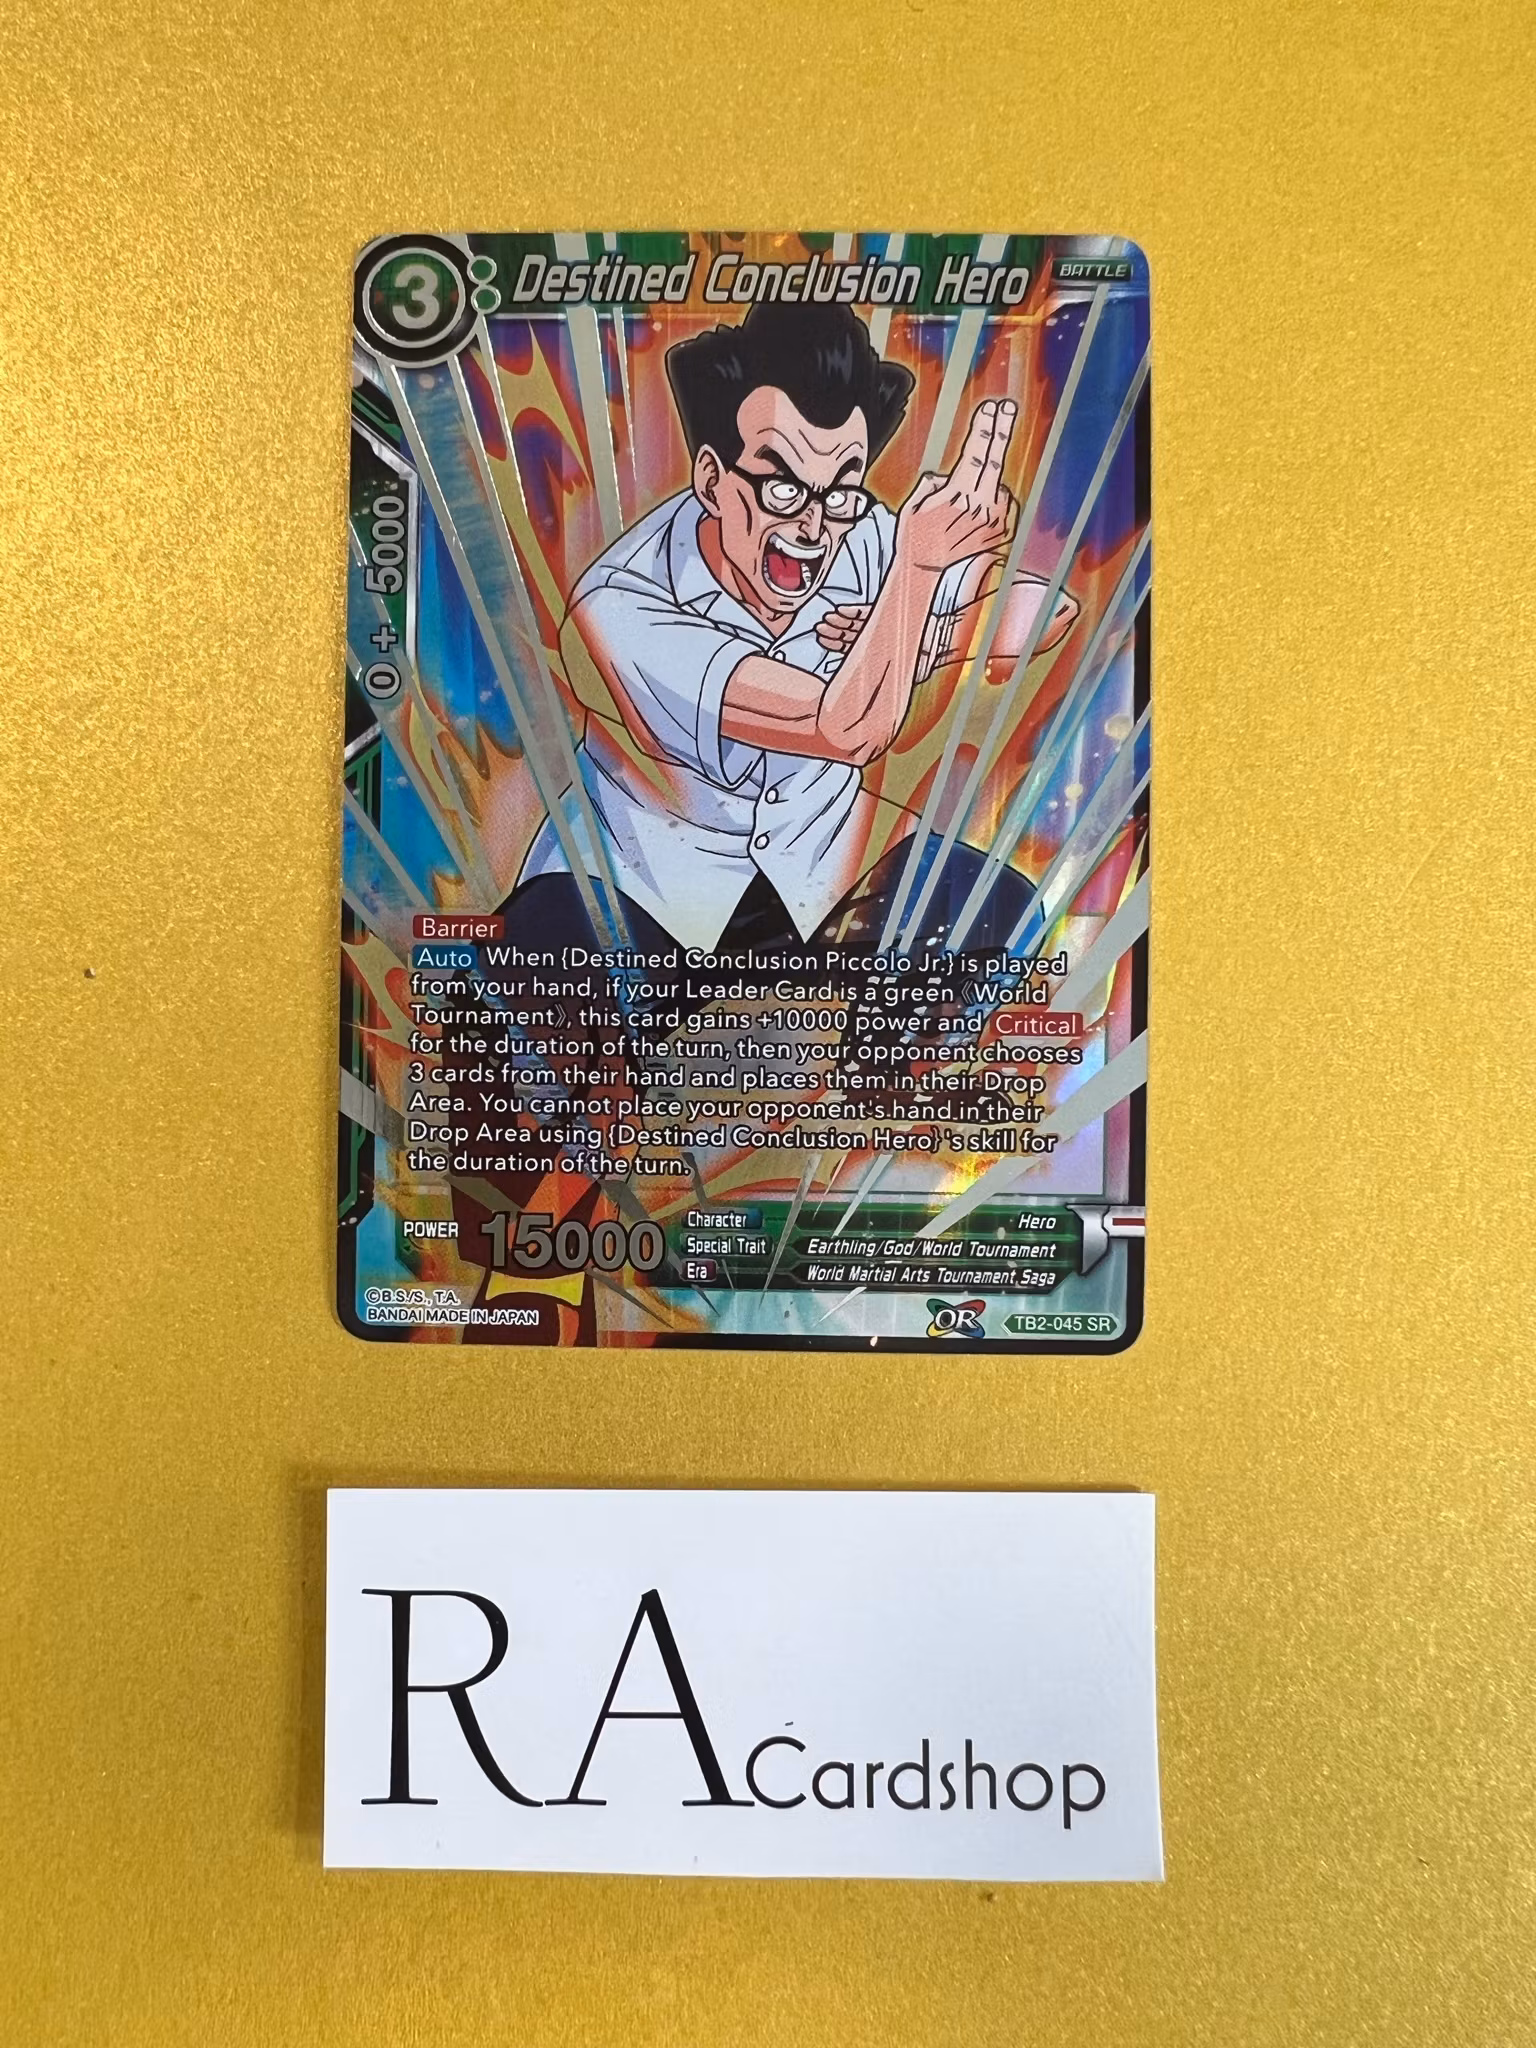 3
Destined Conclusion Hero
BATTLE
0 + 5000
Barrier
Auto When {Destined Conclusion Piccolo Jr.} is played
from your hand, if your Leader Card is a green 《World
Tournament》, this card gains +10000 power and Critical
for the duration of the turn, then your opponent chooses
3 cards from their hand and places them in their Drop
Area. You cannot place your opponent's hand in their
Drop Area using {Destined Conclusion Hero} 's skill for
the duration of the turn.
POWER 15000
Character Hero
Special Trait Earthling/God/World Tournament
Era World Martial Arts Tournament Saga
©B.S./S., T.A.
BANDAI MADE IN JAPAN
OR
TB2-045 SR
RA Cardshop